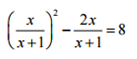 (x/(x+1))² − 2x/(x+1) = 8